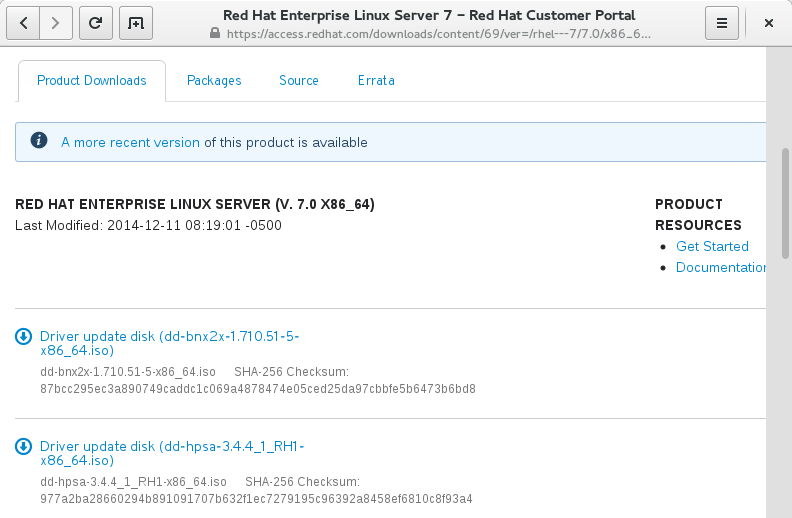 Red Hat Enterprise Linux Server 7 – Red Hat Customer Portal
https://access.redhat.com/downloads/content/69/ver=/rhel---7/7.0/x86_6...
Product Downloads Packages Source Errata
A more recent version of this product is available
RED HAT ENTERPRISE LINUX SERVER (V. 7.0 X86_64)
Last Modified: 2014-12-11 08:19:01 -0500
PRODUCT
RESOURCES
Get Started
Documentation
Driver update disk (dd-bnx2x-1.710.51-5-
x86_64.iso)
dd-bnx2x-1.710.51-5-x86_64.iso SHA-256 Checksum:
87bcc295ec3a890749caddc1c069a4878474e05ced25da97cbbfe5b6473b6bd8
Driver update disk (dd-hpsa-3.4.4_1_RH1-
x86_64.iso)
dd-hpsa-3.4.4_1_RH1-x86_64.iso SHA-256 Checksum:
977a2ba28660294b891091707b632f1ec7279195c96392a8458ef6810c8f93a4